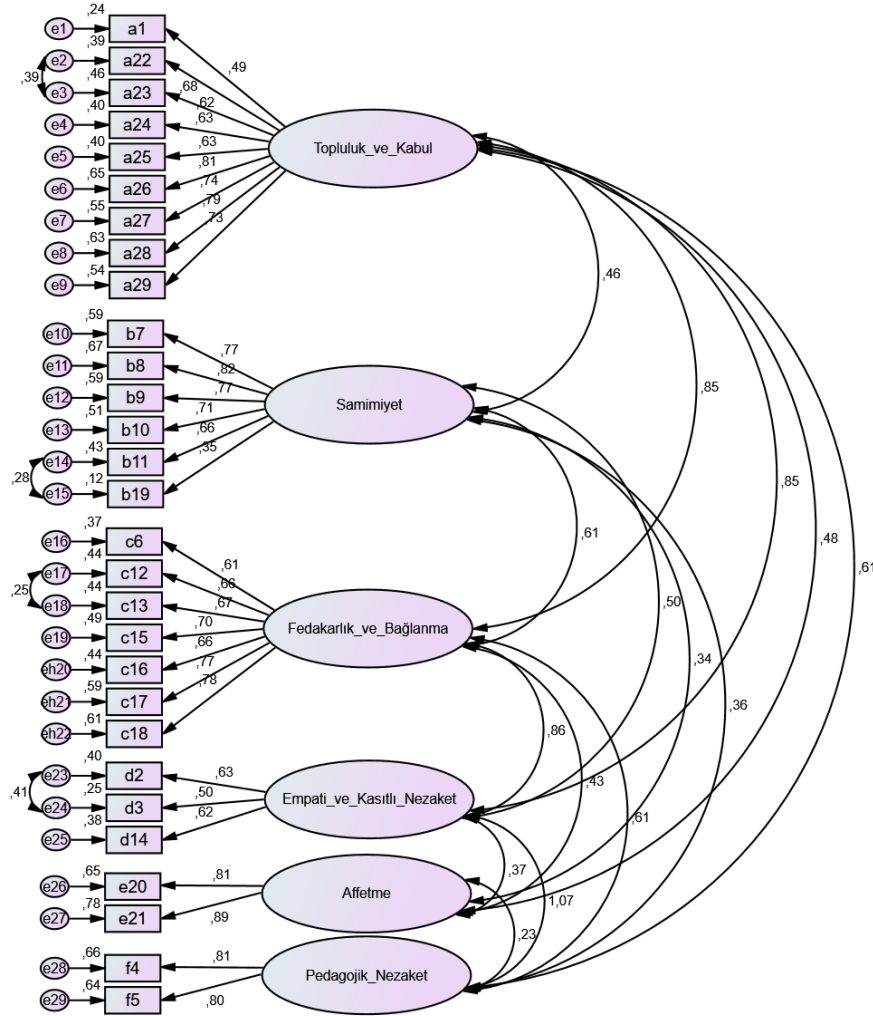 ,24
e1
a1
,39
e2
a22
,39
,46
e3
a23
,40
e4
a24
,40
e5
a25
,65
e6
a26
,55
e7
a27
,63
e8
a28
,54
e9
a29
,49
,68
,62
,63
,63
,81
,74
,79
,73
Topluluk_ve_Kabul
,59
e10
b7
,67
e11
b8
,59
e12
b9
,51
e13
b10
,43
e14
b11
,28
,12
e15
b19
,77
,82
,77
,71
,66
,35
Samimiyet
,37
e16
c6
,44
e17
c12
,25
,44
e18
c13
,49
e19
c15
,44
eh20
c16
,59
eh21
c17
,61
eh22
c18
,61
,66
,67
,70
,66
,77
,78
Fedakarlık_ve_Bağlanma
,40
e23
d2
,41
,25
e24
d3
,38
e25
d14
,63
,50
,62
Empati_ve_Kasıtlı_Nezaket
,65
e26
e20
,78
e27
e21
,81
,89
Affetme
,66
e28
f4
,64
e29
f5
,81
,80
Pedagojik_Nezaket
,46
,85
,85
,48
,61
,61
,50
,34
,36
,86
,43
,61
,37
1,07
,23